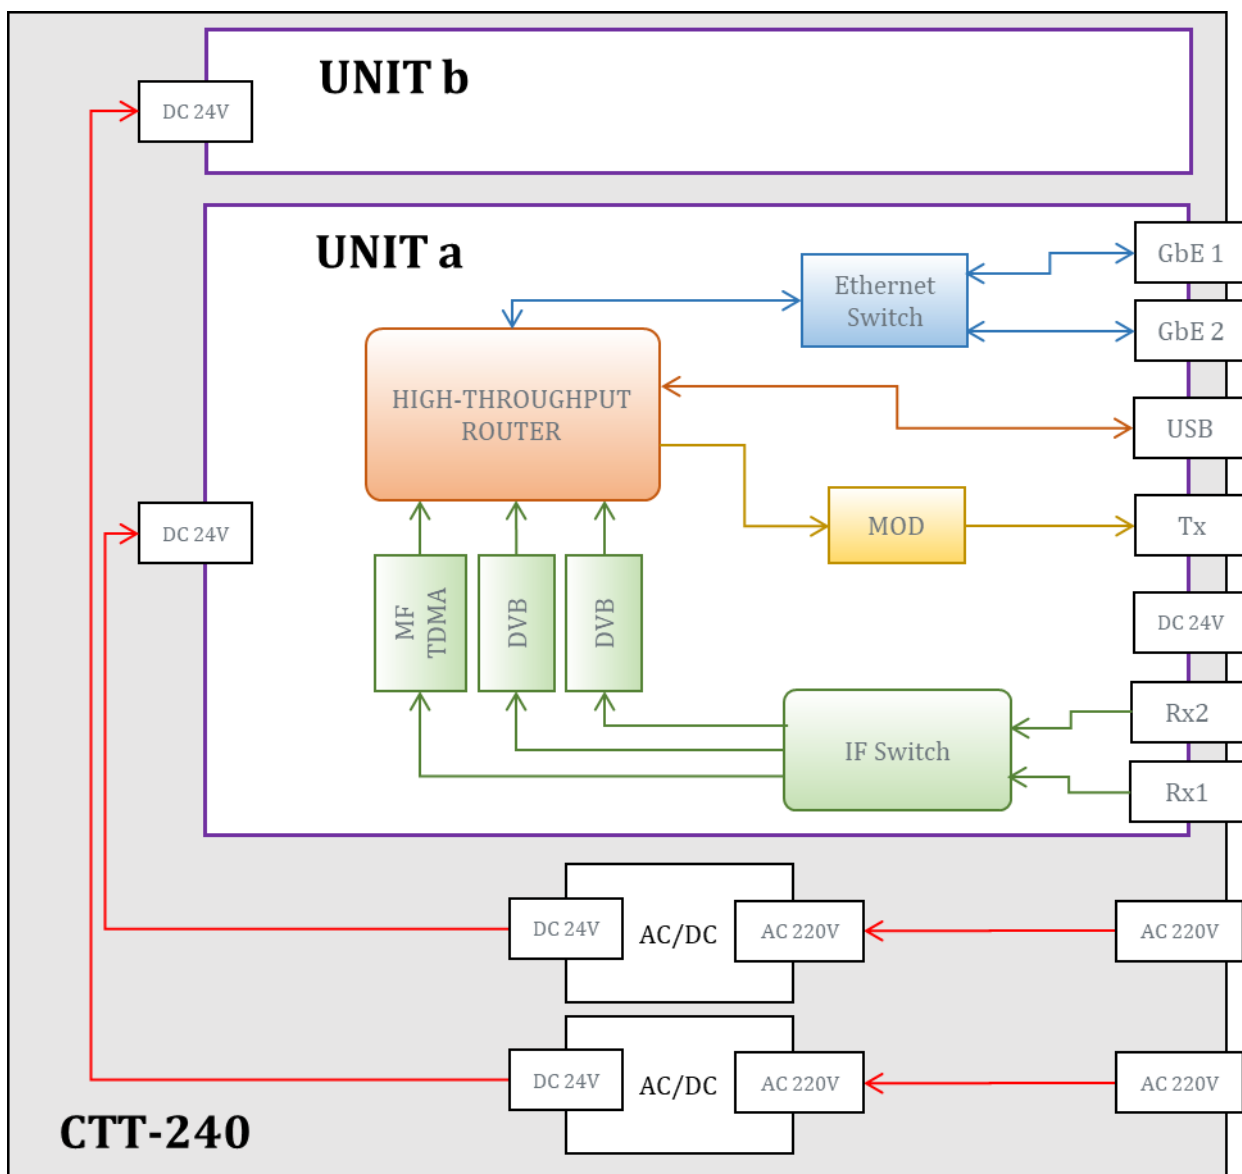 UNIT b
DC 24V
UNIT a
GbE 1
Ethernet
Switch
GbE 2
HIGH-THROUGHPUT
ROUTER
USB
DC 24V
MOD
Tx
MF
TDMA
DVB
DVB
DC 24V
IF Switch
Rx2
Rx1
DC 24V
AC/DC
AC 220V
AC 220V
DC 24V
AC/DC
AC 220V
AC 220V
CTT-240